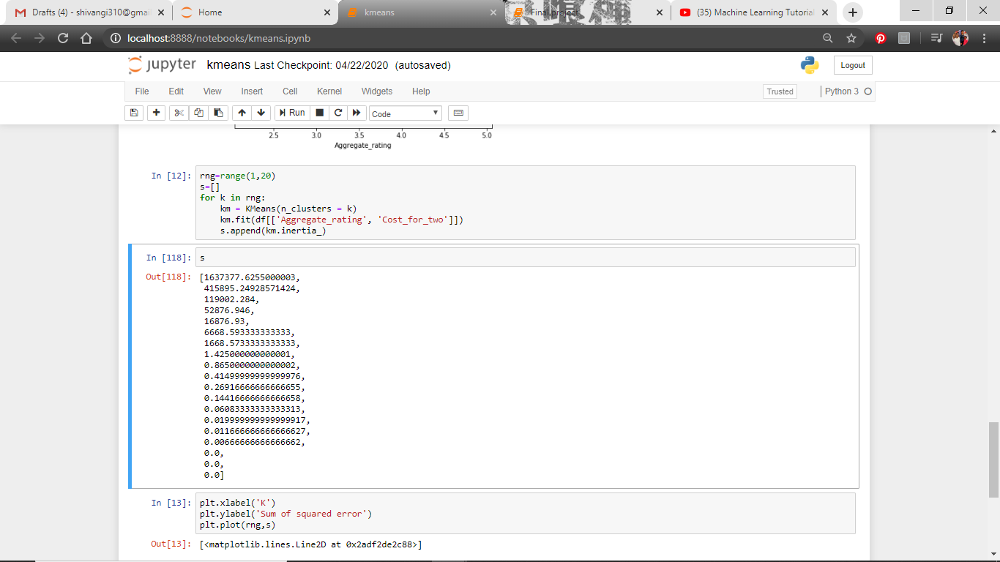 Drafts (4) - shivangi310@gmai
Home
kmeans
Final project
(35) Machine Learning Tutorial
localhost:8888/notebooks/kmeans.ipynb
jupyter kmeans Last Checkpoint: 04/22/2020 (autosaved)
Logout
File Edit View Insert Cell Kernel Widgets Help
Trusted
Python 3
Run
Code
2.5 3.0 3.5 4.0 4.5 5.0
Aggregate_rating
In [12]: rng=range(1,20)
s=[]
for k in rng:
    km = KMeans(n_clusters = k)
    km.fit(df[['Aggregate_rating', 'Cost_for_two']])
    s.append(km.inertia_)
In [118]: s
Out[118]: [1637377.6255000003,
415895.24928571424,
119002.284,
52876.946,
16876.93,
6668.593333333333,
1668.5733333333333,
1.425000000000001,
0.8650000000000002,
0.41499999999999976,
0.26916666666666655,
0.14416666666666658,
0.06083333333333313,
0.019999999999999917,
0.011666666666666627,
0.00666666666666662,
0.0,
0.0,
0.0]
In [13]: plt.xlabel('K')
plt.ylabel('Sum of squared error')
plt.plot(rng,s)
Out[13]: [<matplotlib.lines.Line2D at 0x2adf2de2c88>]